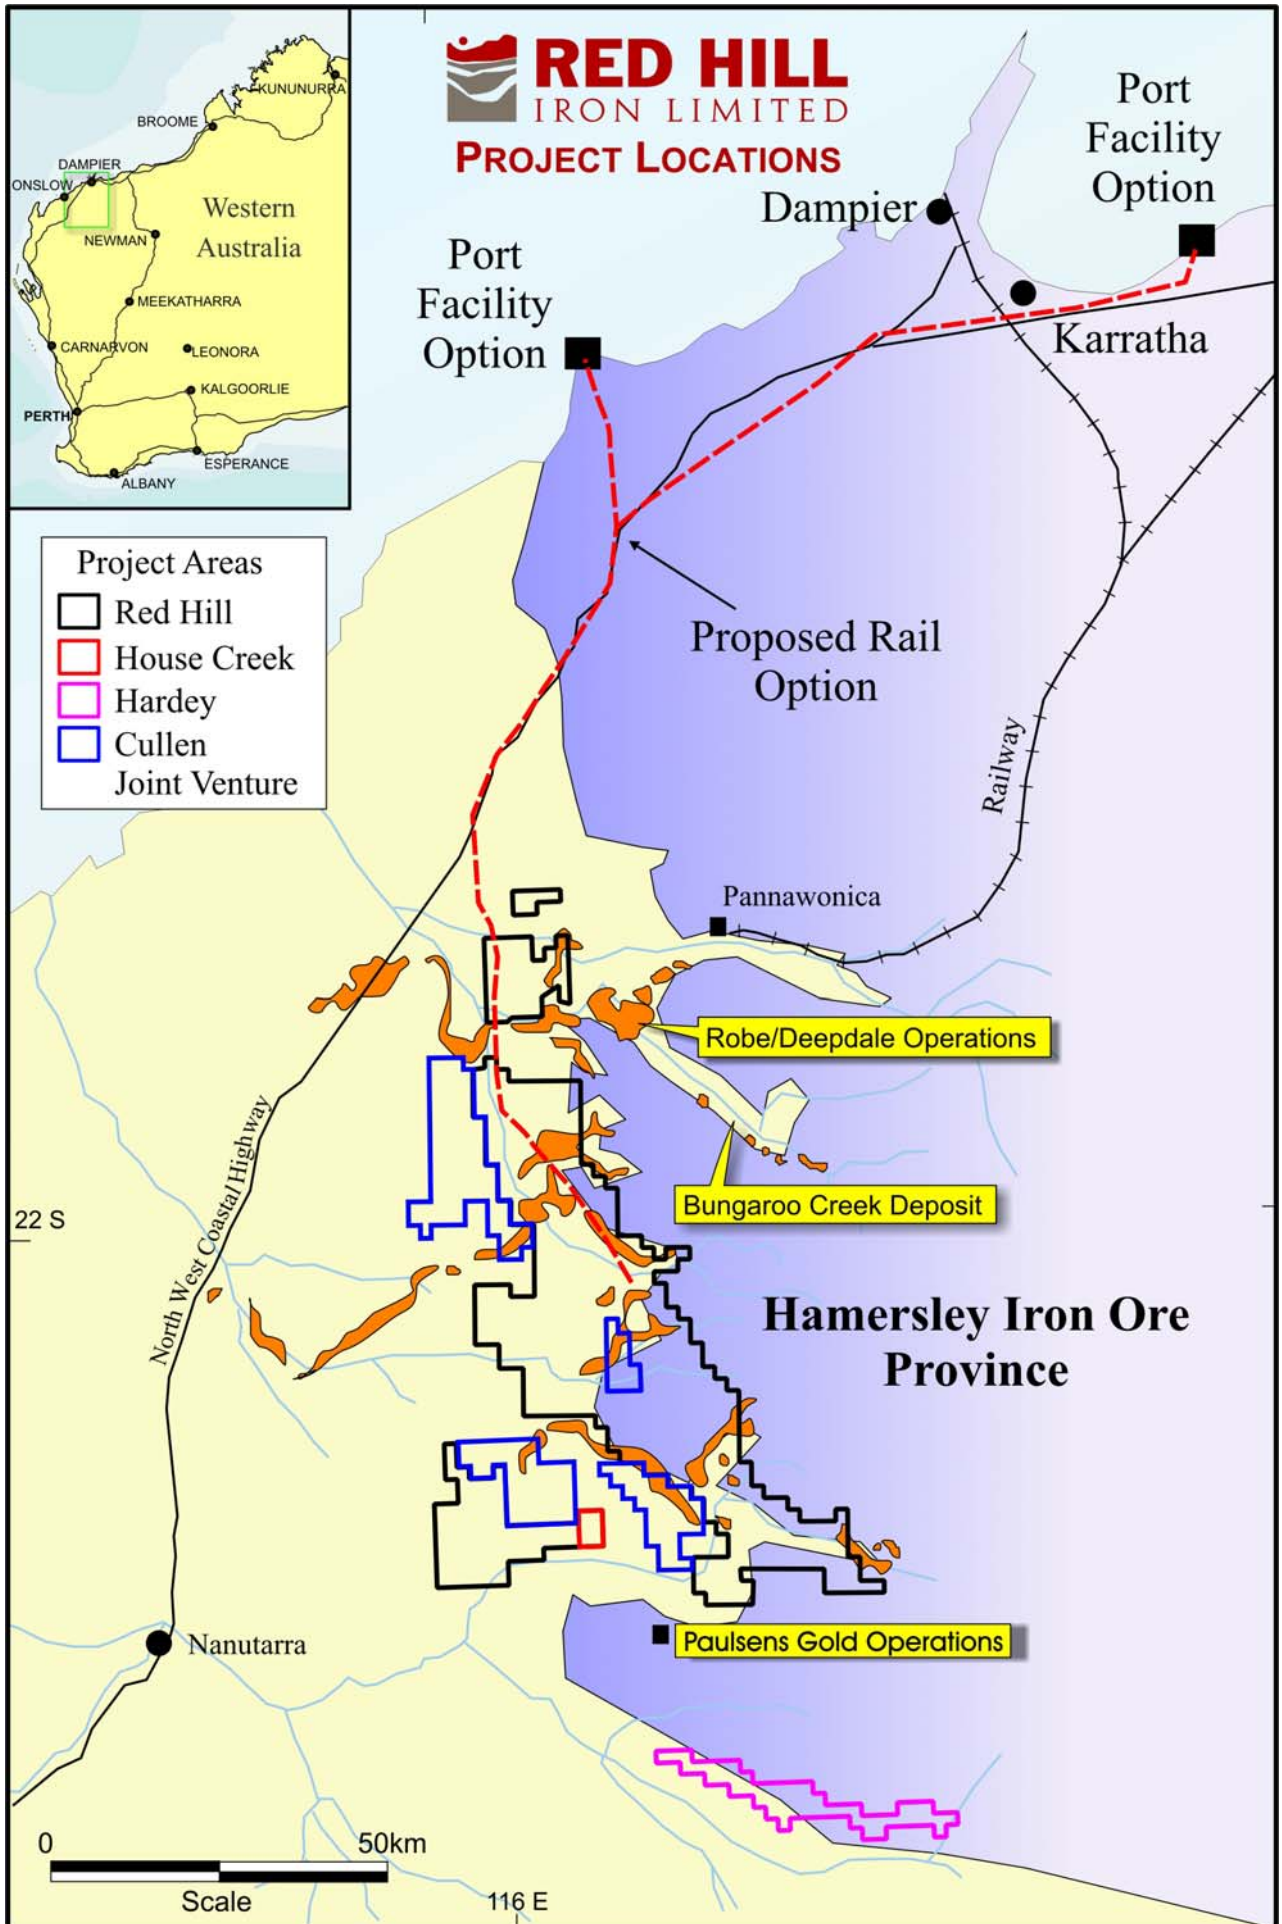 RED HILL
IRON LIMITED
PROJECT LOCATIONS
KUNUNURRA
BROOME
DAMPIER
ONSLOW
Western
Australia
NEWMAN
MEEKATHARRA
CARNARVON
LEONORA
KALGOORLIE
PERTH
ESPERANCE
ALBANY
Port
Facility
Option
Dampier
Port
Facility
Option
Karratha
Project Areas
Red Hill
House Creek
Hardey
Cullen
Joint Venture
Proposed Rail
Option
Railway
Pannawonica
Robe/Deepdale Operations
Bungaroo Creek Deposit
22 S
North West Coastal Highway
Hamersley Iron Ore
Province
Nanutarra
Paulsens Gold Operations
0 50km
Scale
116 E